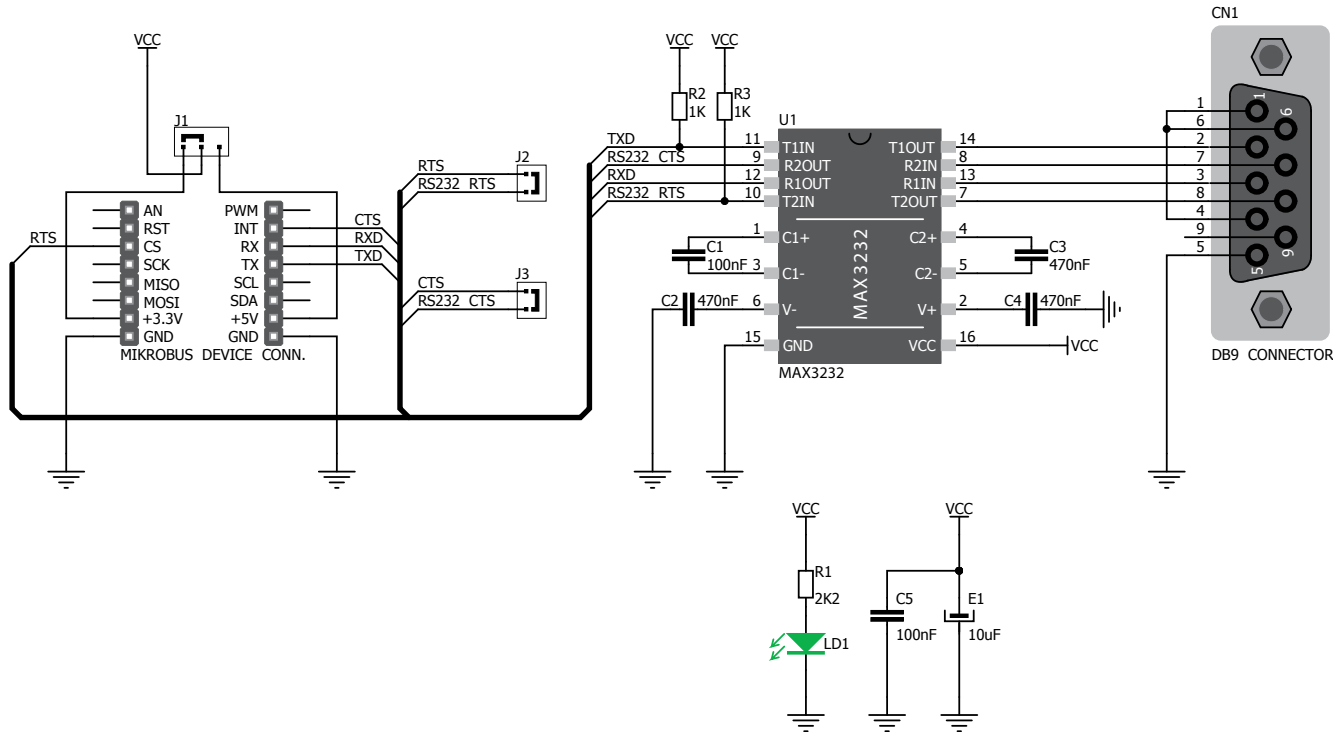 CN1
VCC
VCC
VCC
J1
R2
1K
R3
1K
U1
J2
RTS
RS232 RTS
TXD
RS232 CTS
RXD
RS232 RTS
11
9
12
10
T1IN
R2OUT
R1OUT
T2IN
T1OUT
R2IN
R1IN
T2OUT
14
8
13
7
1
6
2
7
3
8
4
9
5
1
6
5
9
AN
RST
CS
SCK
MISO
MOSI
+3.3V
GND
PWM
INT
RX
TX
SCL
SDA
+5V
GND
RTS
CTS
RXD
TXD
MIKROBUS DEVICE CONN.
J3
CTS
RS232 CTS
1
C1
100nF
3
C2
470nF
6
15
C1+
C1-
V-
GND
MAX3232
C2+
C2-
V+
VCC
4
C3
470nF
5
2
C4
470nF
16
VCC
MAX3232
DB9 CONNECTOR
VCC
R1
2K2
LD1
VCC
C5
100nF
E1
10uF